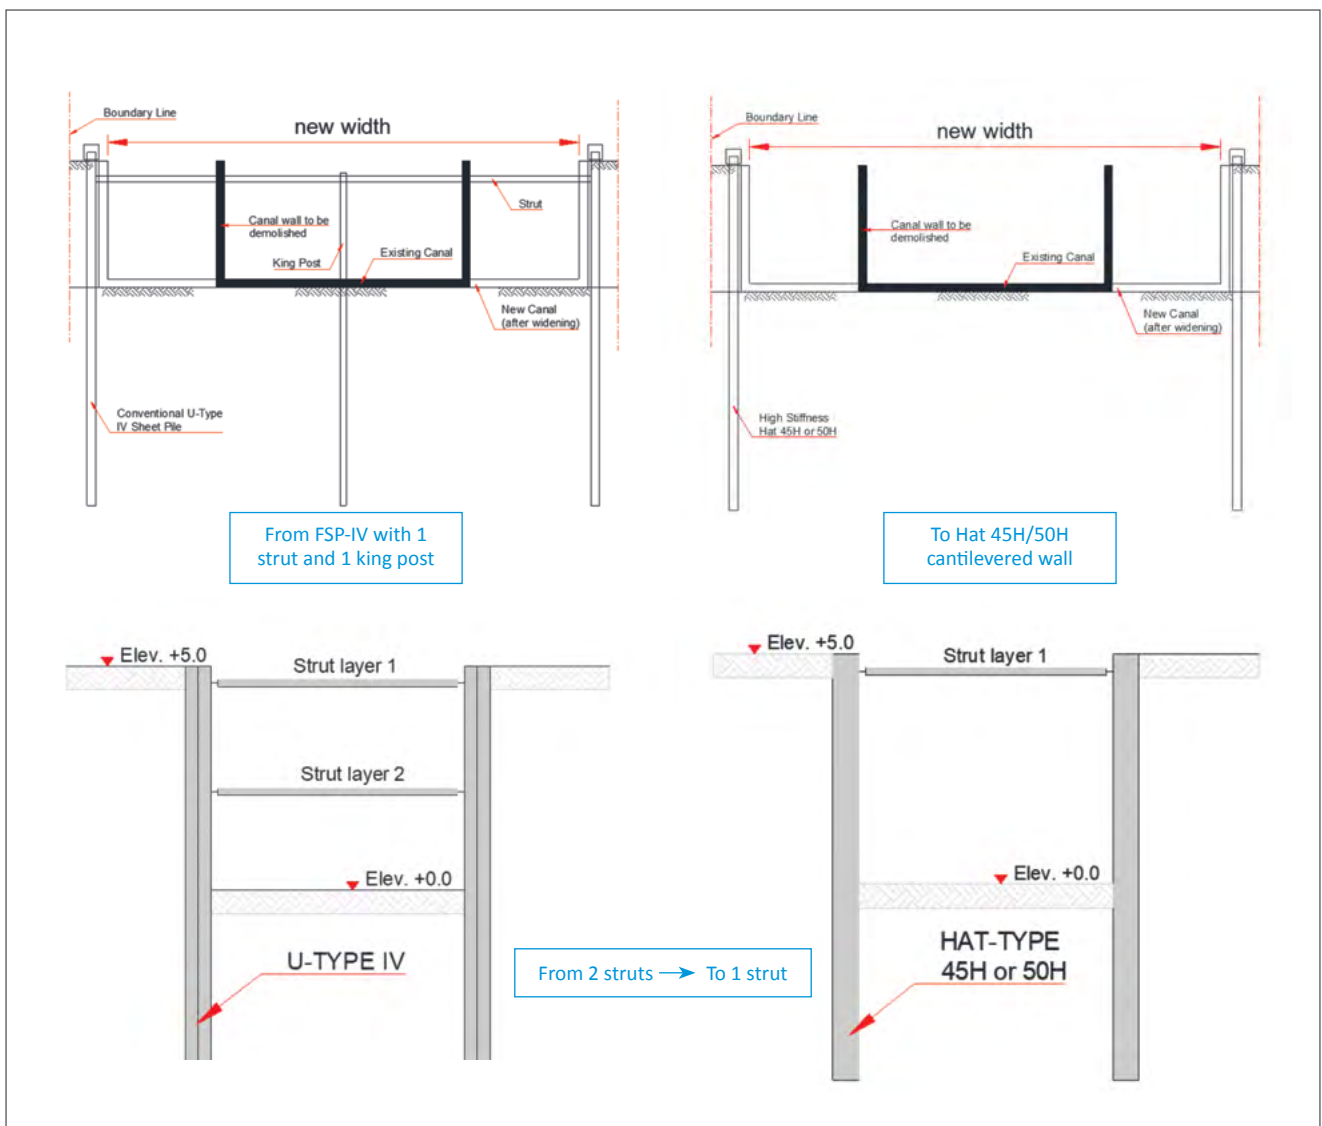 Boundary Line
new width
Strut
Canal wall to be
demolished
King Post
Existing Canal
New Canal
(after widening)
Conventional U-Type
IV Sheet Pile
From FSP-IV with 1
strut and 1 king post
Boundary Line
new width
Canal wall to be
demolished
Existing Canal
New Canal
(after widening)
High Stiffness
Hat 45H or 50H
To Hat 45H/50H
cantilevered wall
Elev. +5.0
Strut layer 1
Strut layer 2
Elev. +0.0
U-TYPE IV
From 2 struts → To 1 strut
Elev. +5.0
Strut layer 1
Elev. +0.0
HAT-TYPE
45H or 50H